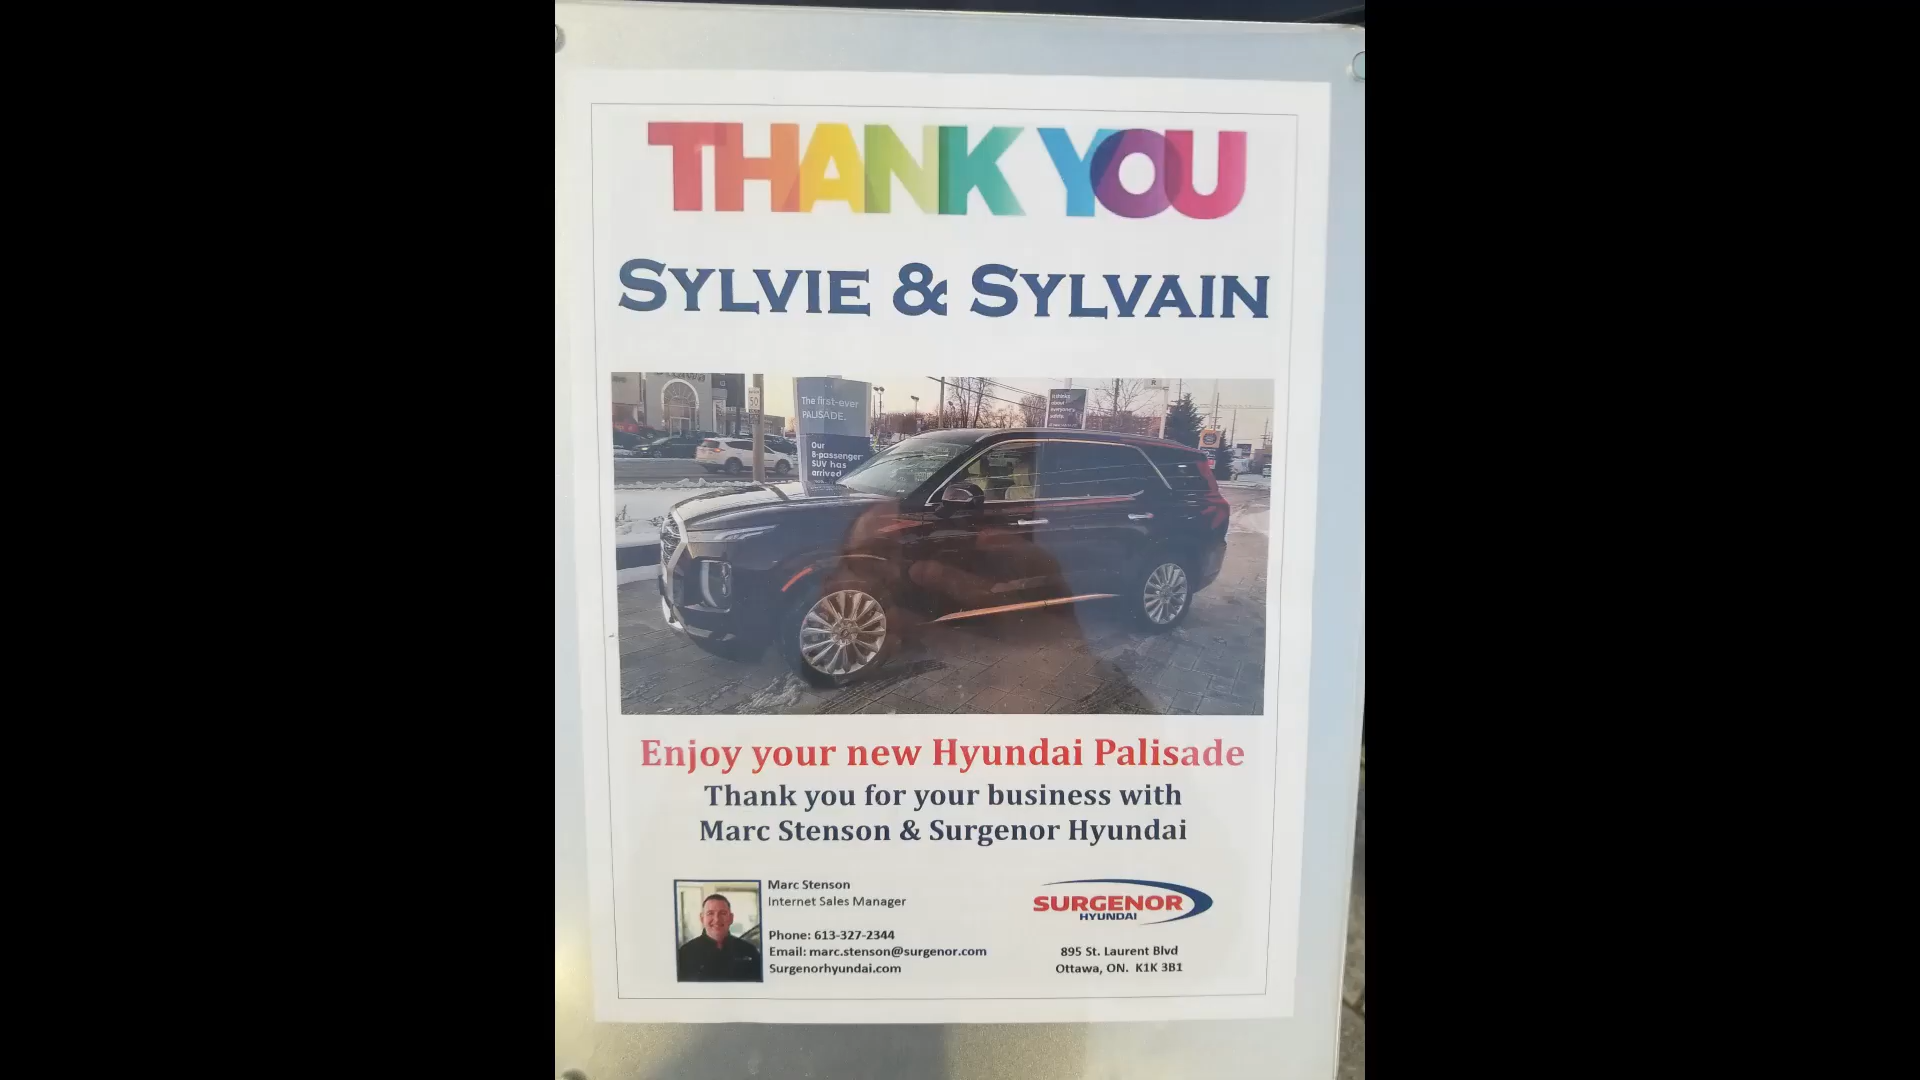 THANK YOU
SYLVIE & SYLVAIN
The first-ever
PALISADE.
Our
8-passenger
SUV has
arrived
50
Enjoy your new Hyundai Palisade
Thank you for your business with
Marc Stenson & Surgenor Hyundai
Marc Stenson
Internet Sales Manager
Phone: 613-327-2344
Email: marc.stenson@surgenor.com
Surgenorhyundai.com
SURGENOR
HYUNDAI
895 St. Laurent Blvd
Ottawa, ON. K1K 3B1